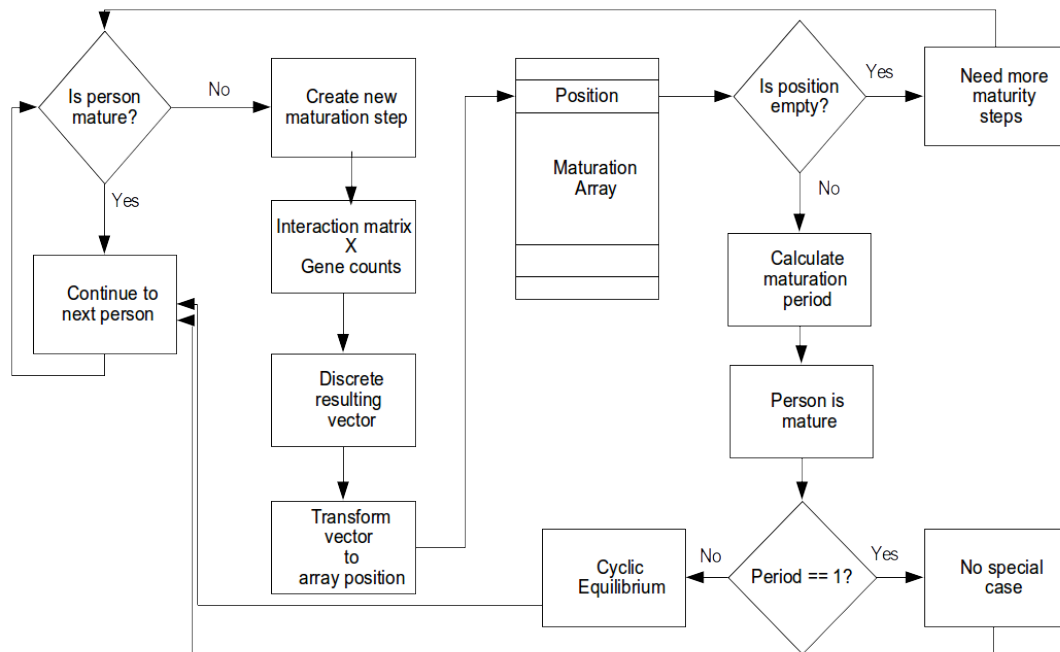 Is person
mature?
No
Yes
Create new
maturation step
Interaction matrix
X
Gene counts
Discrete
resulting
vector
Transform
vector
to
array position
Continue to
next person
Position
Maturation
Array
Is position
empty?
Yes
No
Need more
maturity
steps
Calculate
maturation
period
Person is
mature
Period == 1?
No
Yes
Cyclic
Equilibrium
No special
case